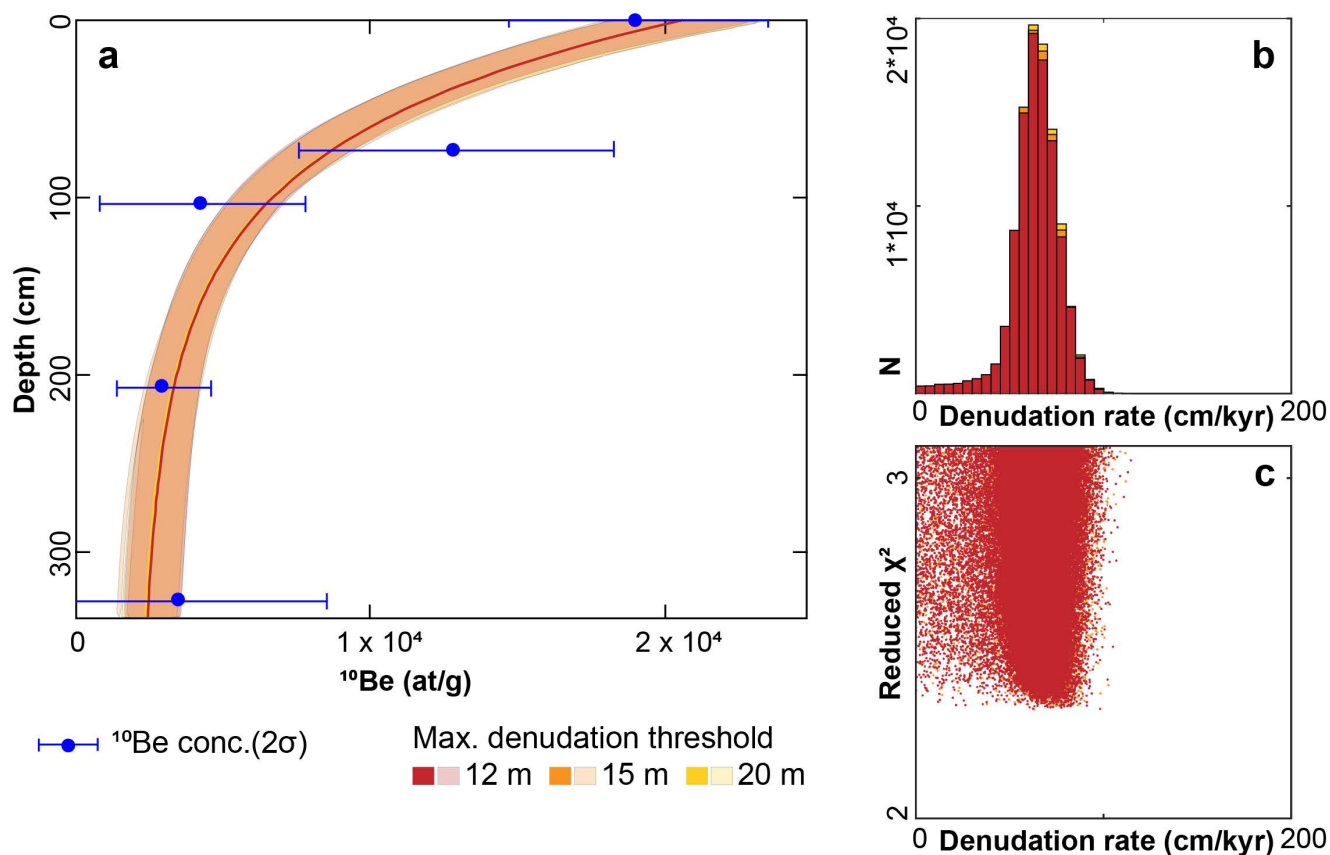 a
0
100
200
300
Depth (cm)
0
1 x 10⁴
2 x 10⁴
¹⁰Be (at/g)
¹⁰Be conc.(2σ)
Max. denudation threshold
12 m
15 m
20 m
b
2*10⁴
1*10⁴
N
0
Denudation rate (cm/kyr)
200
c
3
Reduced χ²
2
0
Denudation rate (cm/kyr)
200